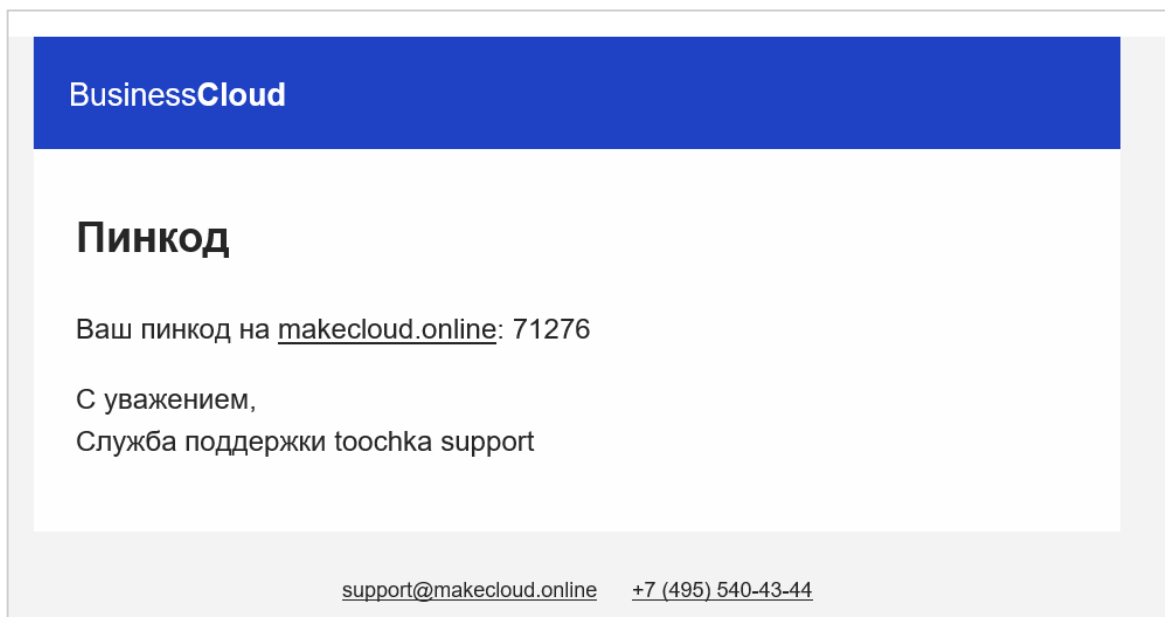 BusinessCloud
Пинкод
Ваш пинкод на makecloud.online: 71276
С уважением,
Служба поддержки toochka support
support@makecloud.online +7 (495) 540-43-44